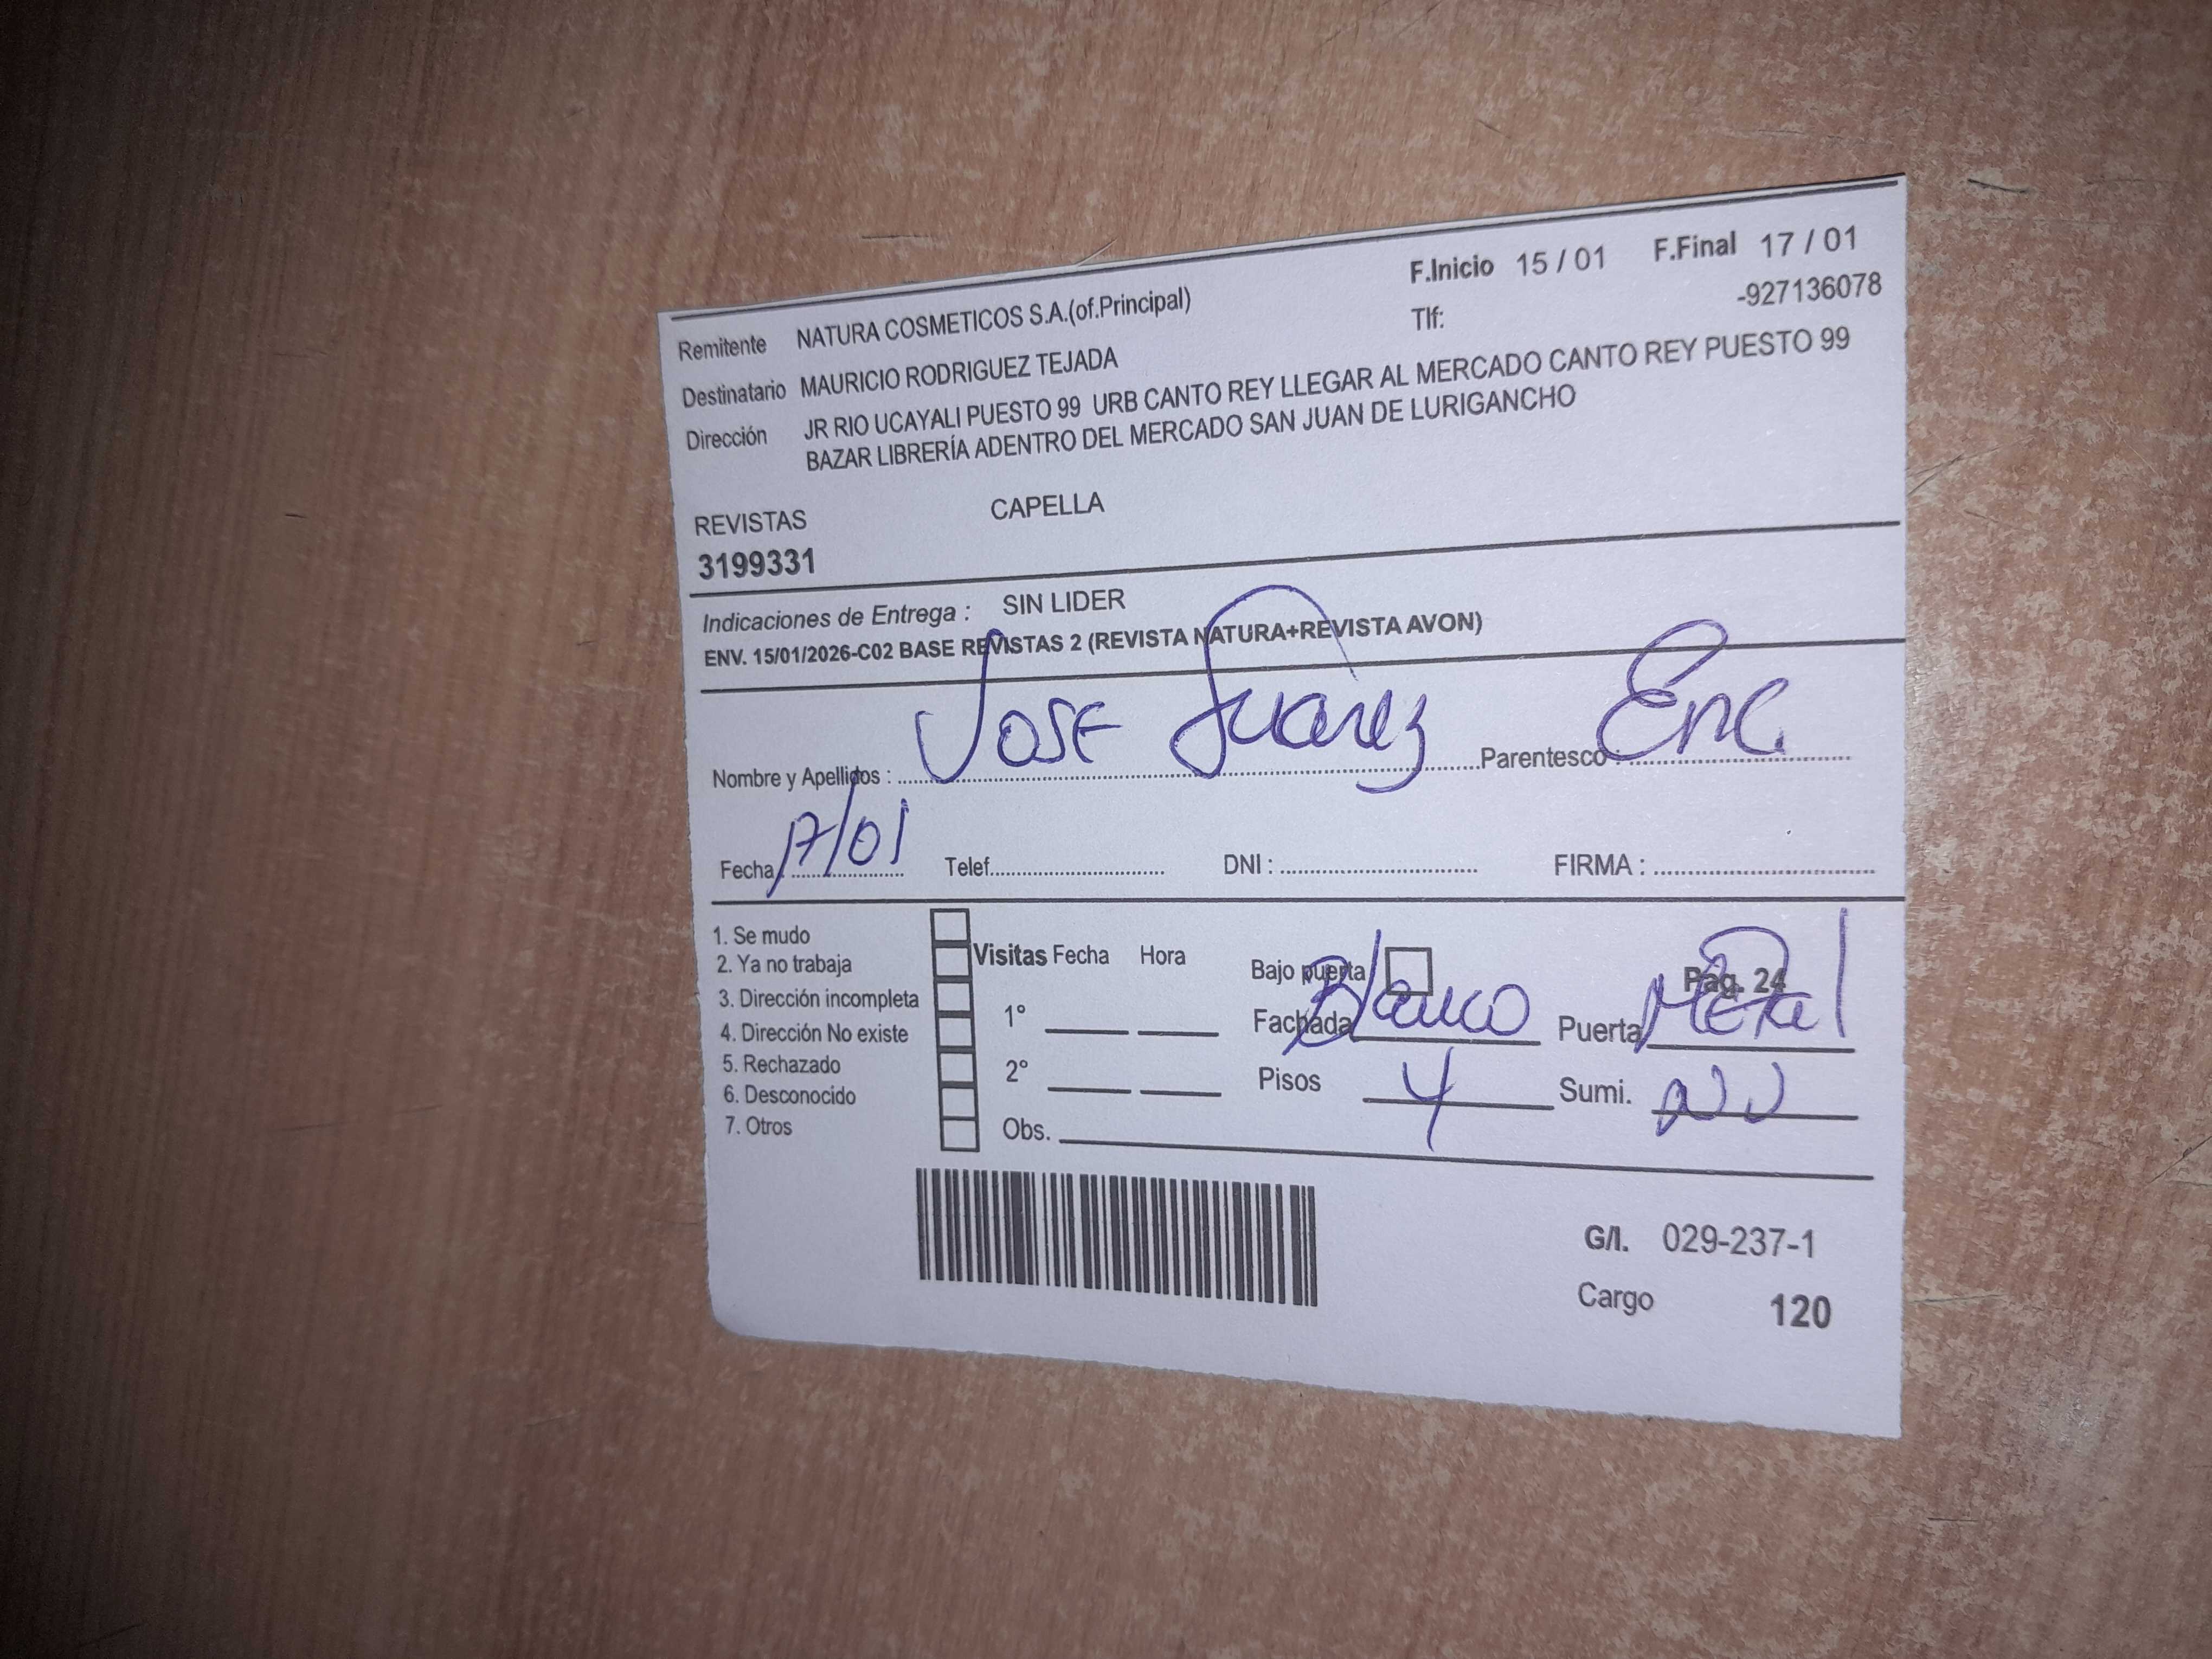 F.Inicio 15 / 01 F.Final 17 / 01
Remitente NATURA COSMETICOS S.A.(of.Principal) Tlf: -927136078
Destinatario MAURICIO RODRIGUEZ TEJADA
Dirección JR RIO UCAYALI PUESTO 99 URB CANTO REY LLEGAR AL MERCADO CANTO REY PUESTO 99
BAZAR LIBRERÍA ADENTRO DEL MERCADO SAN JUAN DE LURIGANCHO
REVISTAS CAPELLA
3199331
Indicaciones de Entrega : SIN LIDER
ENV. 15/01/2026-C02 BASE REVISTAS 2 (REVISTA NATURA+REVISTA AVON)
Nombre y Apellidos : JOSE Suarez Parentesco : Enc.
Fecha : 17/01 Telef. DNI : FIRMA :
1. Se mudo
2. Ya no trabaja
3. Dirección incompleta
4. Dirección No existe
5. Rechazado
6. Desconocido
7. Otros
Visitas Fecha Hora
1°
2°
Obs.
Bajo puerta Pag. 24
Fachada Blanco Puerta Metal
Pisos 4 Sumi.
G/I. 029-237-1
Cargo 120